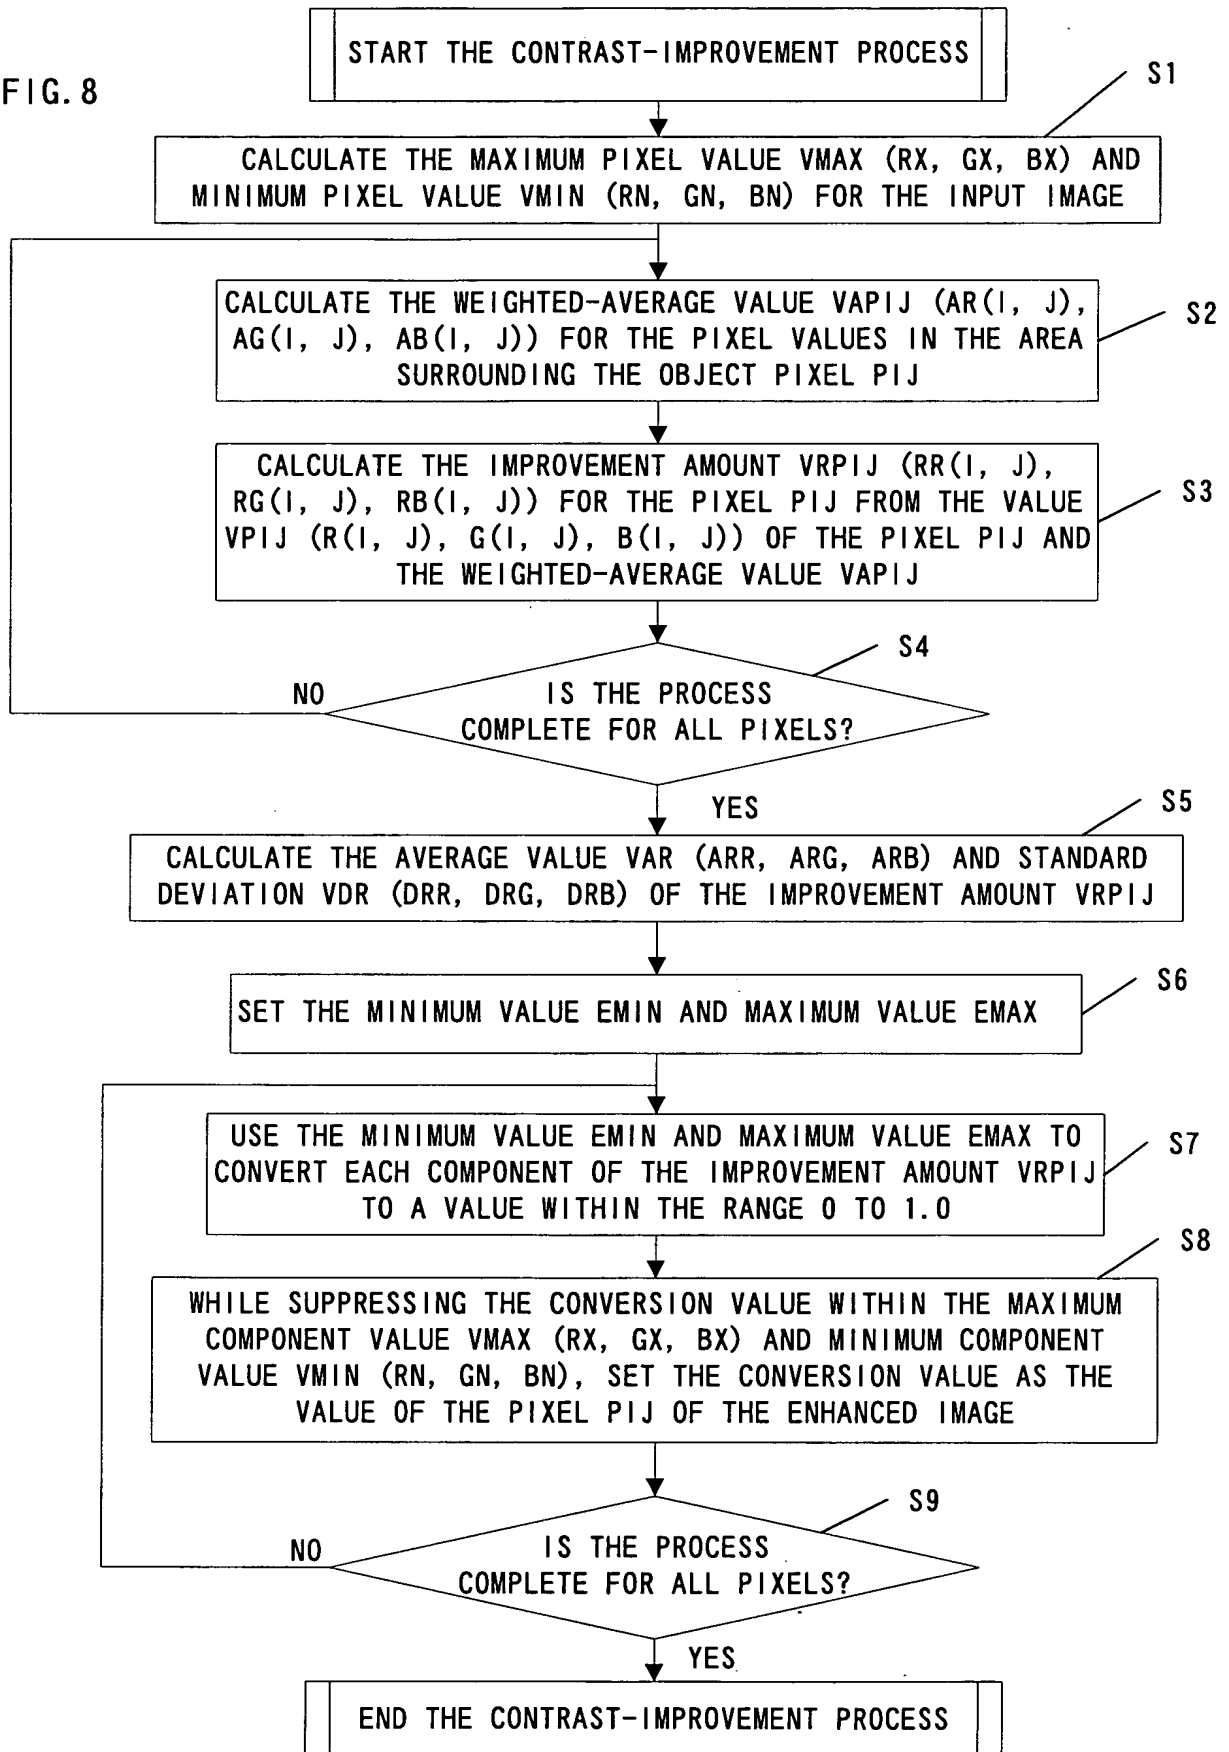 FIG. 8
START THE CONTRAST-IMPROVEMENT PROCESS
S1
CALCULATE THE MAXIMUM PIXEL VALUE VMAX (RX, GX, BX) AND
MINIMUM PIXEL VALUE VMIN (RN, GN, BN) FOR THE INPUT IMAGE
S2
CALCULATE THE WEIGHTED-AVERAGE VALUE VAPIJ (AR(I, J),
AG(I, J), AB(I, J)) FOR THE PIXEL VALUES IN THE AREA
SURROUNDING THE OBJECT PIXEL PIJ
S3
CALCULATE THE IMPROVEMENT AMOUNT VRPIJ (RR(I, J),
RG(I, J), RB(I, J)) FOR THE PIXEL PIJ FROM THE VALUE
VPIJ (R(I, J), G(I, J), B(I, J)) OF THE PIXEL PIJ AND
THE WEIGHTED-AVERAGE VALUE VAPIJ
S4
NO
IS THE PROCESS
COMPLETE FOR ALL PIXELS?
YES
S5
CALCULATE THE AVERAGE VALUE VAR (ARR, ARG, ARB) AND STANDARD
DEVIATION VDR (DRR, DRG, DRB) OF THE IMPROVEMENT AMOUNT VRPIJ
S6
SET THE MINIMUM VALUE EMIN AND MAXIMUM VALUE EMAX
S7
USE THE MINIMUM VALUE EMIN AND MAXIMUM VALUE EMAX TO
CONVERT EACH COMPONENT OF THE IMPROVEMENT AMOUNT VRPIJ
TO A VALUE WITHIN THE RANGE 0 TO 1.0
S8
WHILE SUPPRESSING THE CONVERSION VALUE WITHIN THE MAXIMUM
COMPONENT VALUE VMAX (RX, GX, BX) AND MINIMUM COMPONENT
VALUE VMIN (RN, GN, BN), SET THE CONVERSION VALUE AS THE
VALUE OF THE PIXEL PIJ OF THE ENHANCED IMAGE
S9
NO
IS THE PROCESS
COMPLETE FOR ALL PIXELS?
YES
END THE CONTRAST-IMPROVEMENT PROCESS